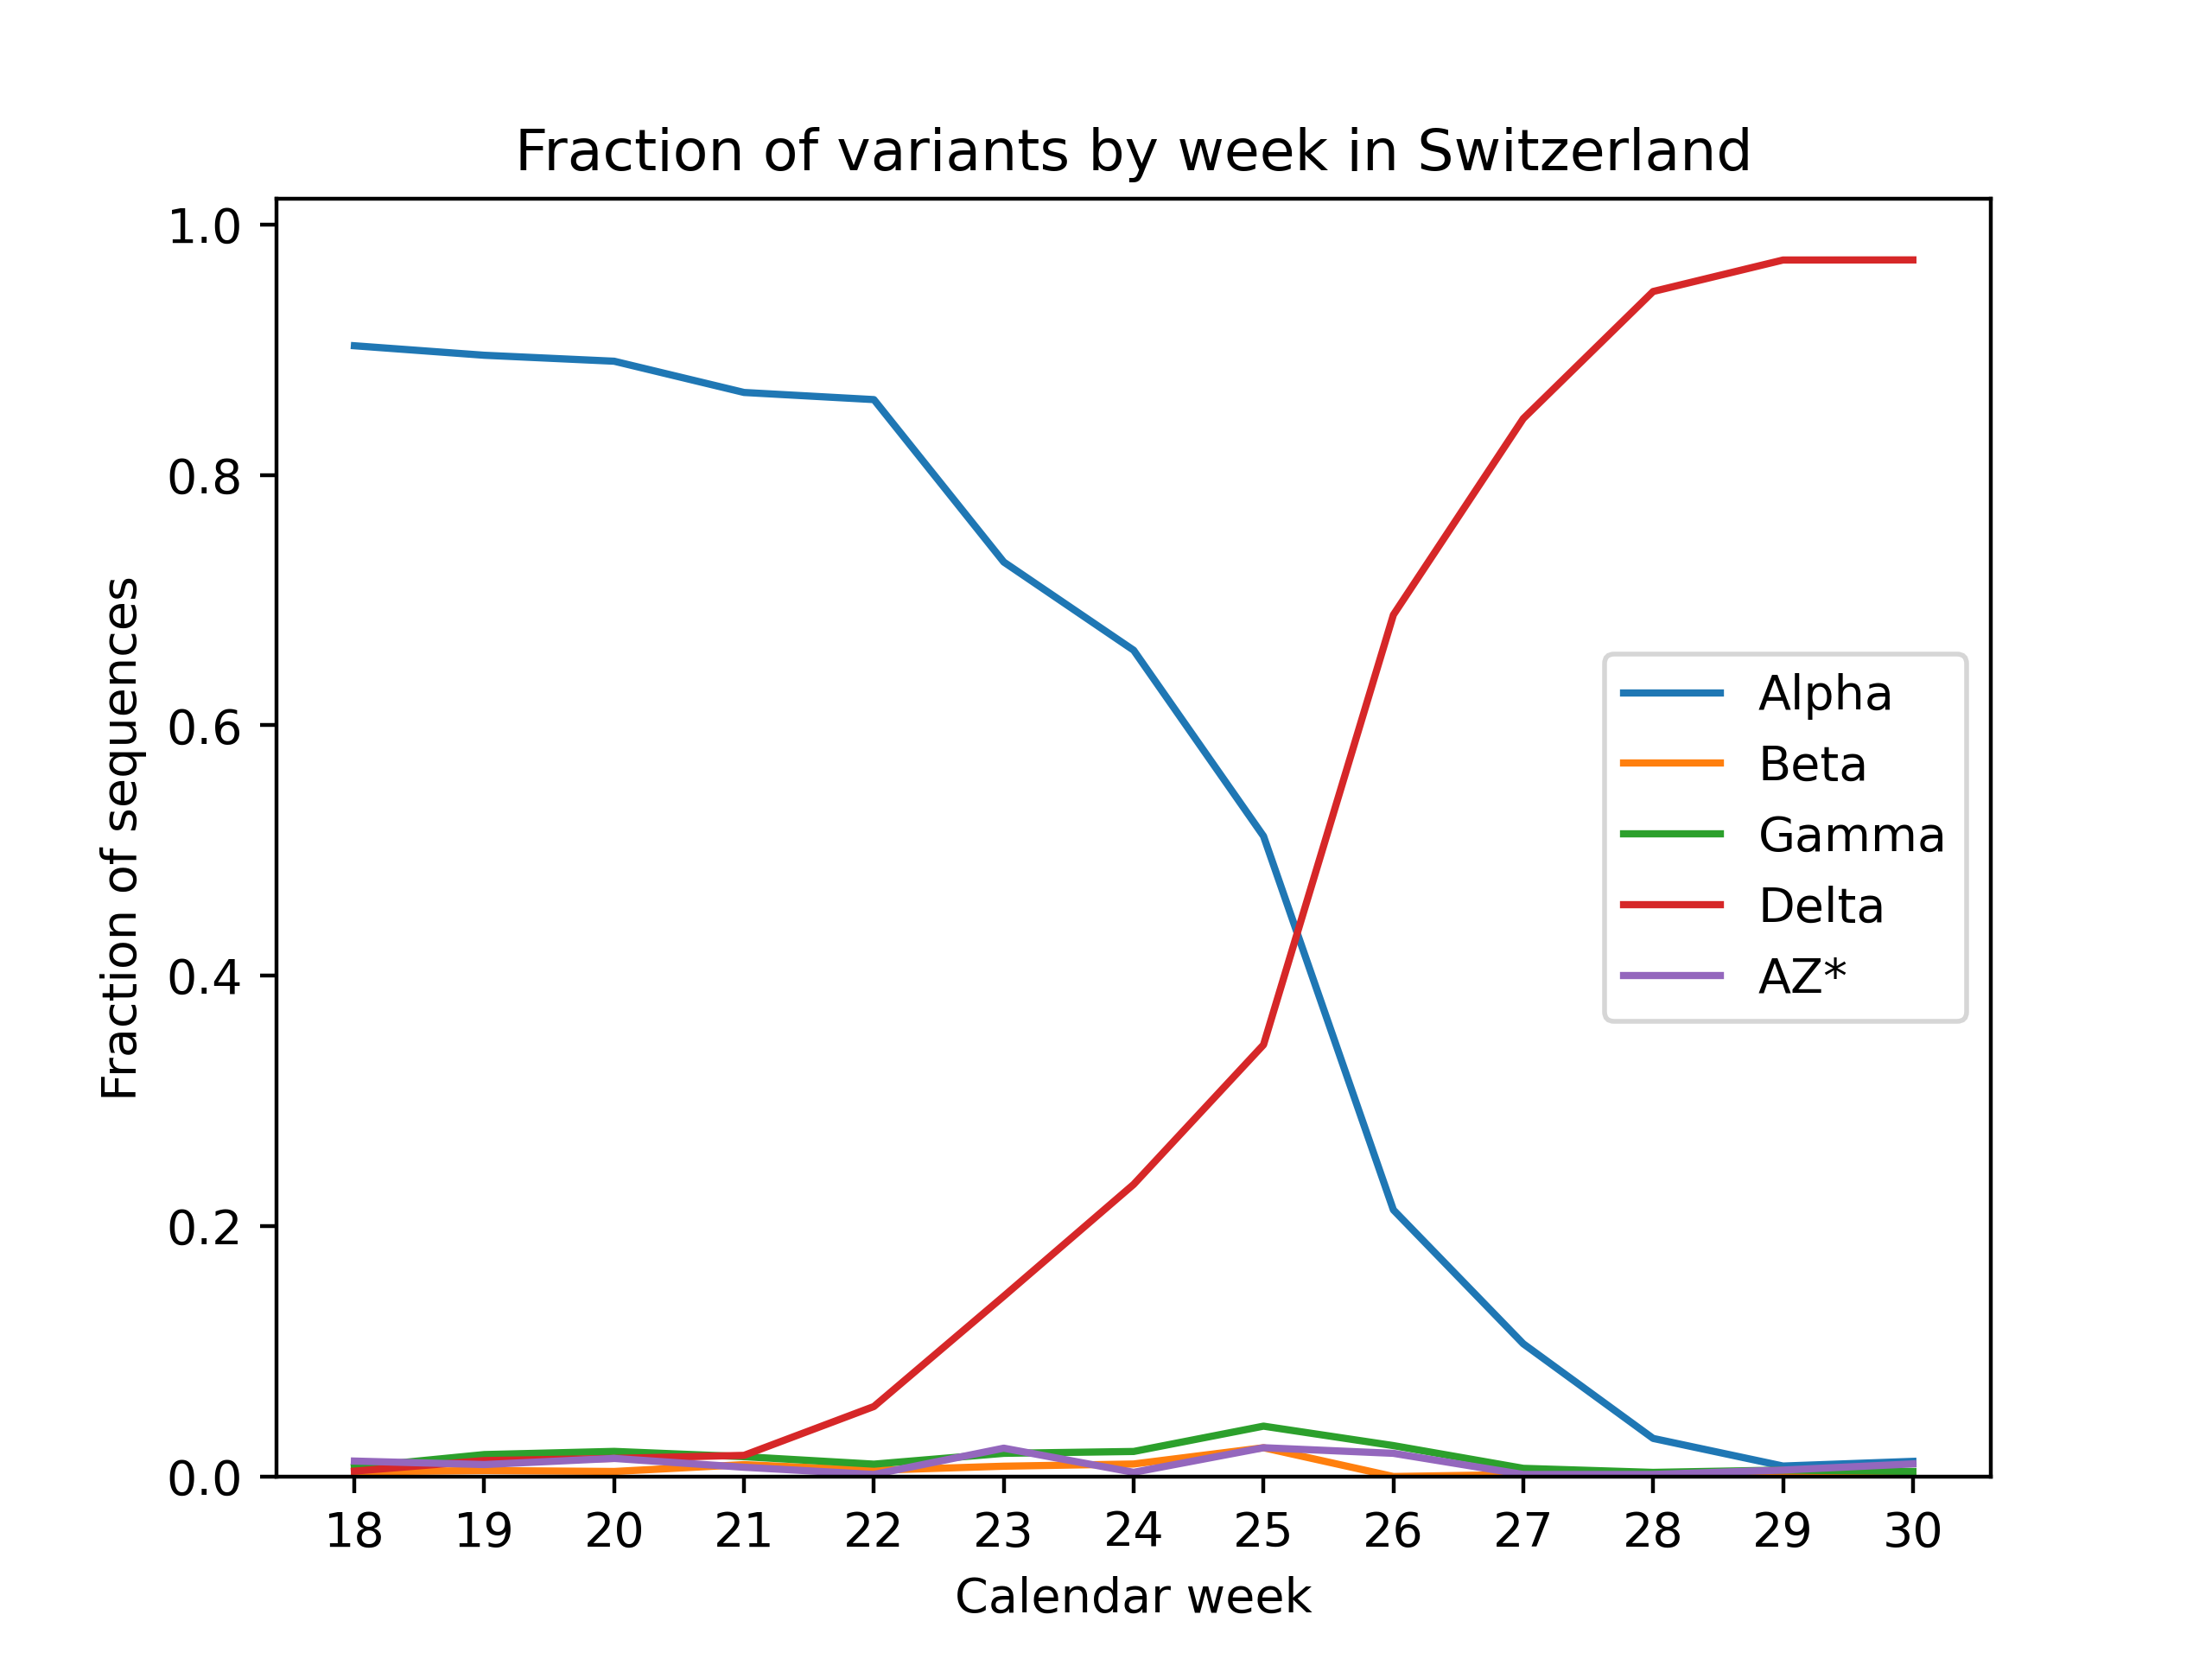 Fraction of variants by week in Switzerland
1.0
0.8
0.6
0.4
0.2
0.0
Fraction of sequences
Alpha
Beta
Gamma
Delta
AZ*
18 19 20 21 22 23 24 25 26 27 28 29 30
Calendar week